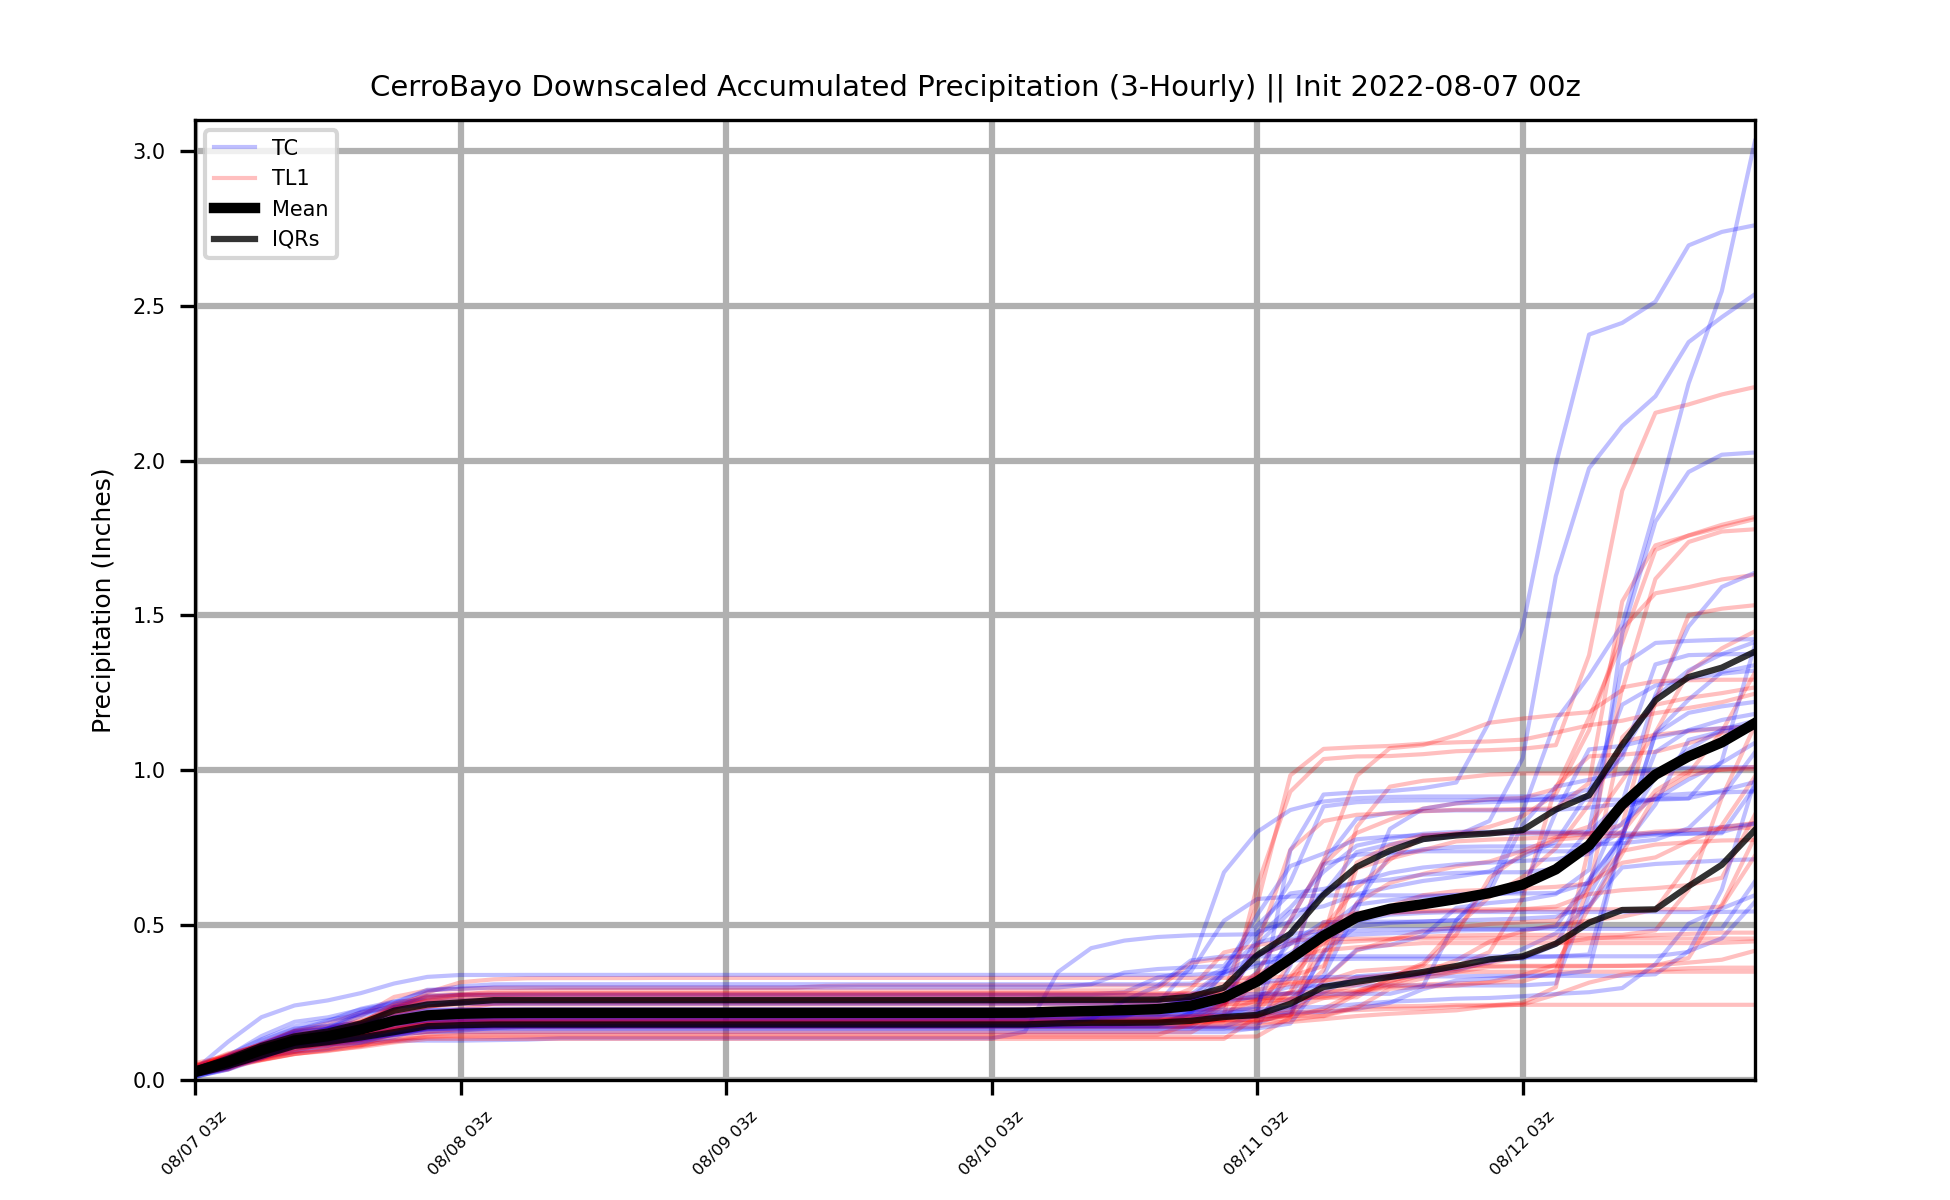 CerroBayo Downscaled Accumulated Precipitation (3-Hourly) || Init 2022-08-07 00z
TC
TL1
Mean
IQRs
Precipitation (Inches)
3.0
2.5
2.0
1.5
1.0
0.5
0.0
08/07 03z
08/08 03z
08/09 03z
08/10 03z
08/11 03z
08/12 03z